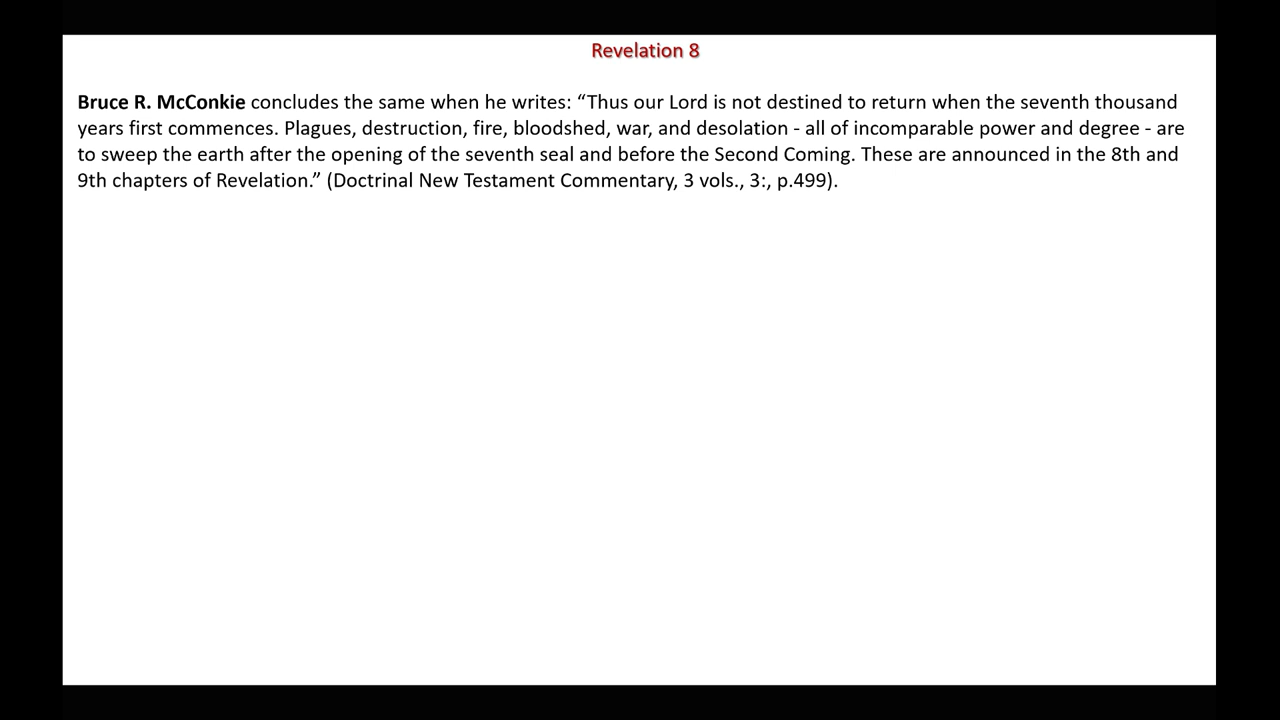 Revelation 8
Bruce R. McConkie concludes the same when he writes: “Thus our Lord is not destined to return when the seventh thousand
years first commences. Plagues, destruction, fire, bloodshed, war, and desolation - all of incomparable power and degree - are
to sweep the earth after the opening of the seventh seal and before the Second Coming. These are announced in the 8th and
9th chapters of Revelation.” (Doctrinal New Testament Commentary, 3 vols., 3:, p.499).